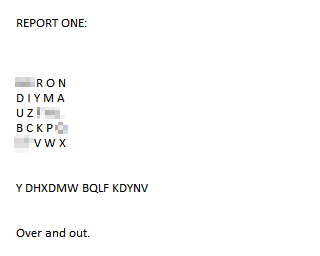 REPORT ONE:
R O N
D I Y M A
U Z
B C K P
V W X
Y DHXDMW BQLF KDYNV
Over and out.